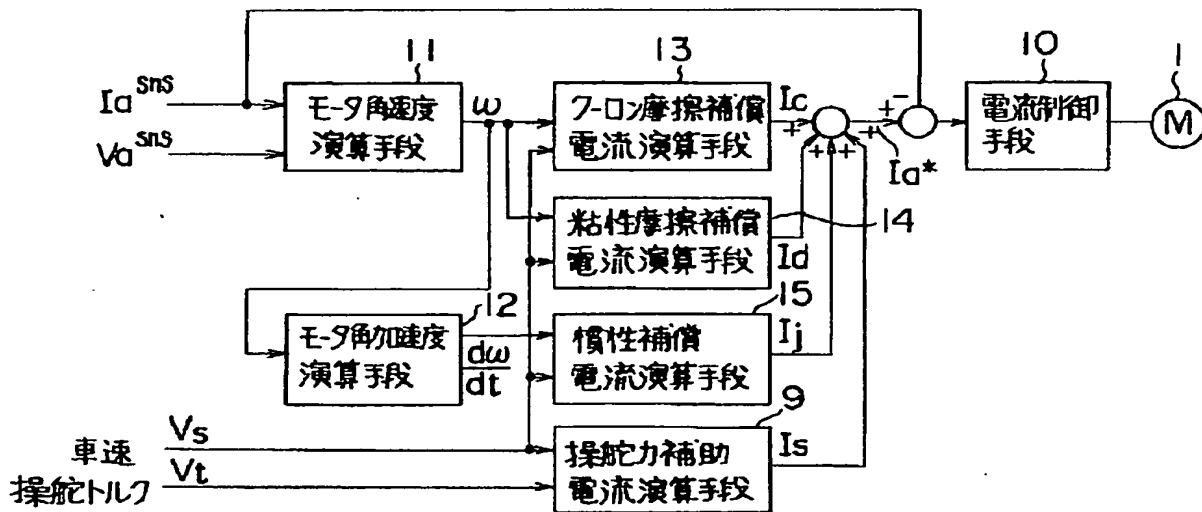 11
13
10
1
Ia^sns
Va^sns
モータ角速度
演算手段
ω
クーロン摩擦補償
電流演算手段
Ic
+
+
+
+
+
-
Ia*
電流制御
手段
M
粘性摩擦補償
電流演算手段
14
Id
12
モータ角加速度
演算手段
dω
dt
15
慣性補償
電流演算手段
Ij
9
車速
Vs
操舵トルク
Vt
操舵力補助
電流演算手段
Is